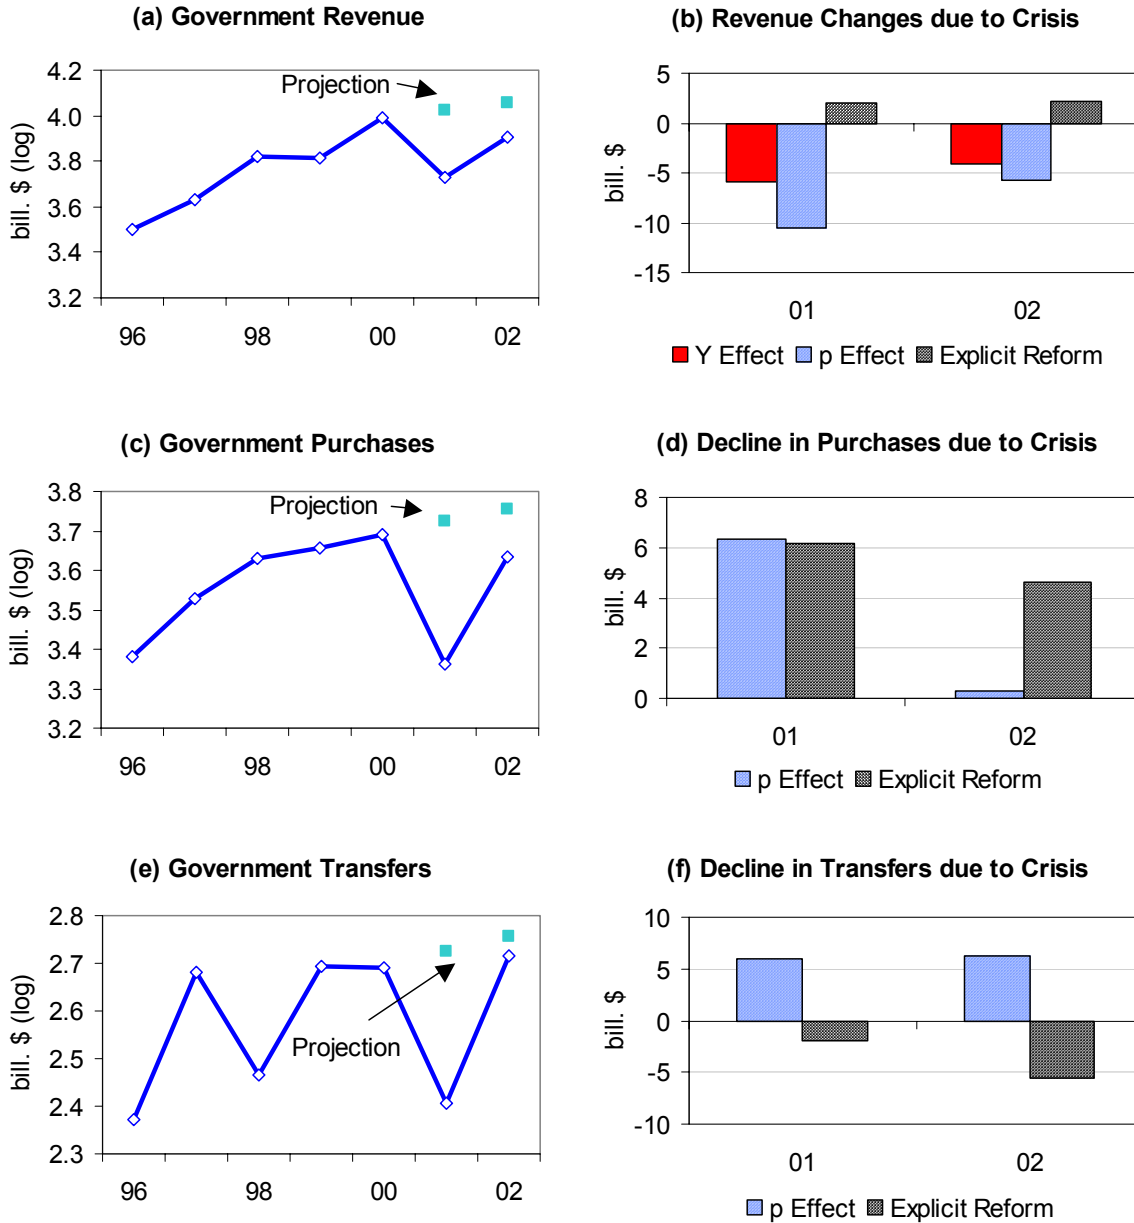 (a) Government Revenue
bill. $ (log)
4.2
4.0
3.8
3.6
3.4
3.2
Projection
96 98 00 02
(b) Revenue Changes due to Crisis
bill. $
5
0
-5
-10
-15
01 02
Y Effect p Effect Explicit Reform
(c) Government Purchases
bill. $ (log)
3.8
3.7
3.6
3.5
3.4
3.3
3.2
Projection
96 98 00 02
(d) Decline in Purchases due to Crisis
bill. $
8
6
4
2
0
01 02
p Effect Explicit Reform
(e) Government Transfers
bill. $ (log)
2.8
2.7
2.6
2.5
2.4
2.3
Projection
96 98 00 02
(f) Decline in Transfers due to Crisis
bill. $
10
5
0
-5
-10
01 02
p Effect Explicit Reform